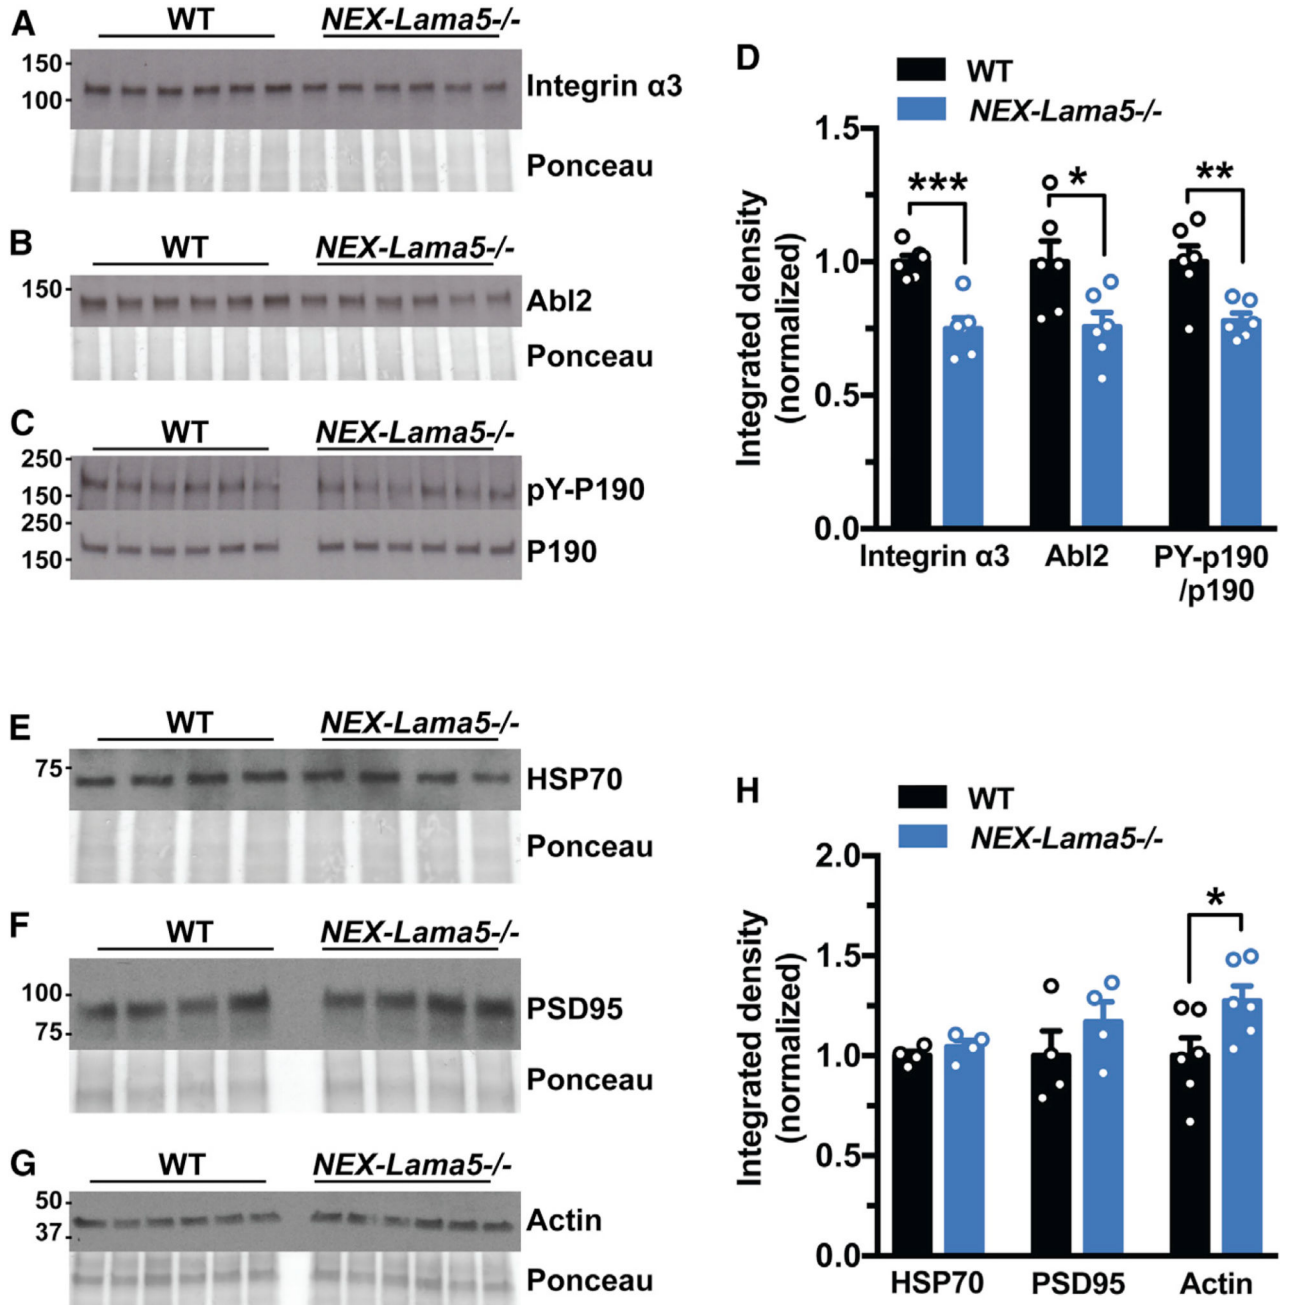 A
WT
NEX-Lama5-/-
150
100
Integrin α3
Ponceau
B
WT
NEX-Lama5-/-
150
Abl2
Ponceau
C
WT
NEX-Lama5-/-
250
150
pY-P190
250
150
P190
D
WT
NEX-Lama5-/-
Integrated density
(normalized)
1.5
1.0
0.5
0.0
***
*
**
Integrin α3
Abl2
PY-p190
/p190
E
WT
NEX-Lama5-/-
75
HSP70
Ponceau
F
WT
NEX-Lama5-/-
100
75
PSD95
Ponceau
G
WT
NEX-Lama5-/-
50
37
Actin
Ponceau
H
WT
NEX-Lama5-/-
Integrated density
(normalized)
2.0
1.5
1.0
0.5
0.0
*
HSP70
PSD95
Actin